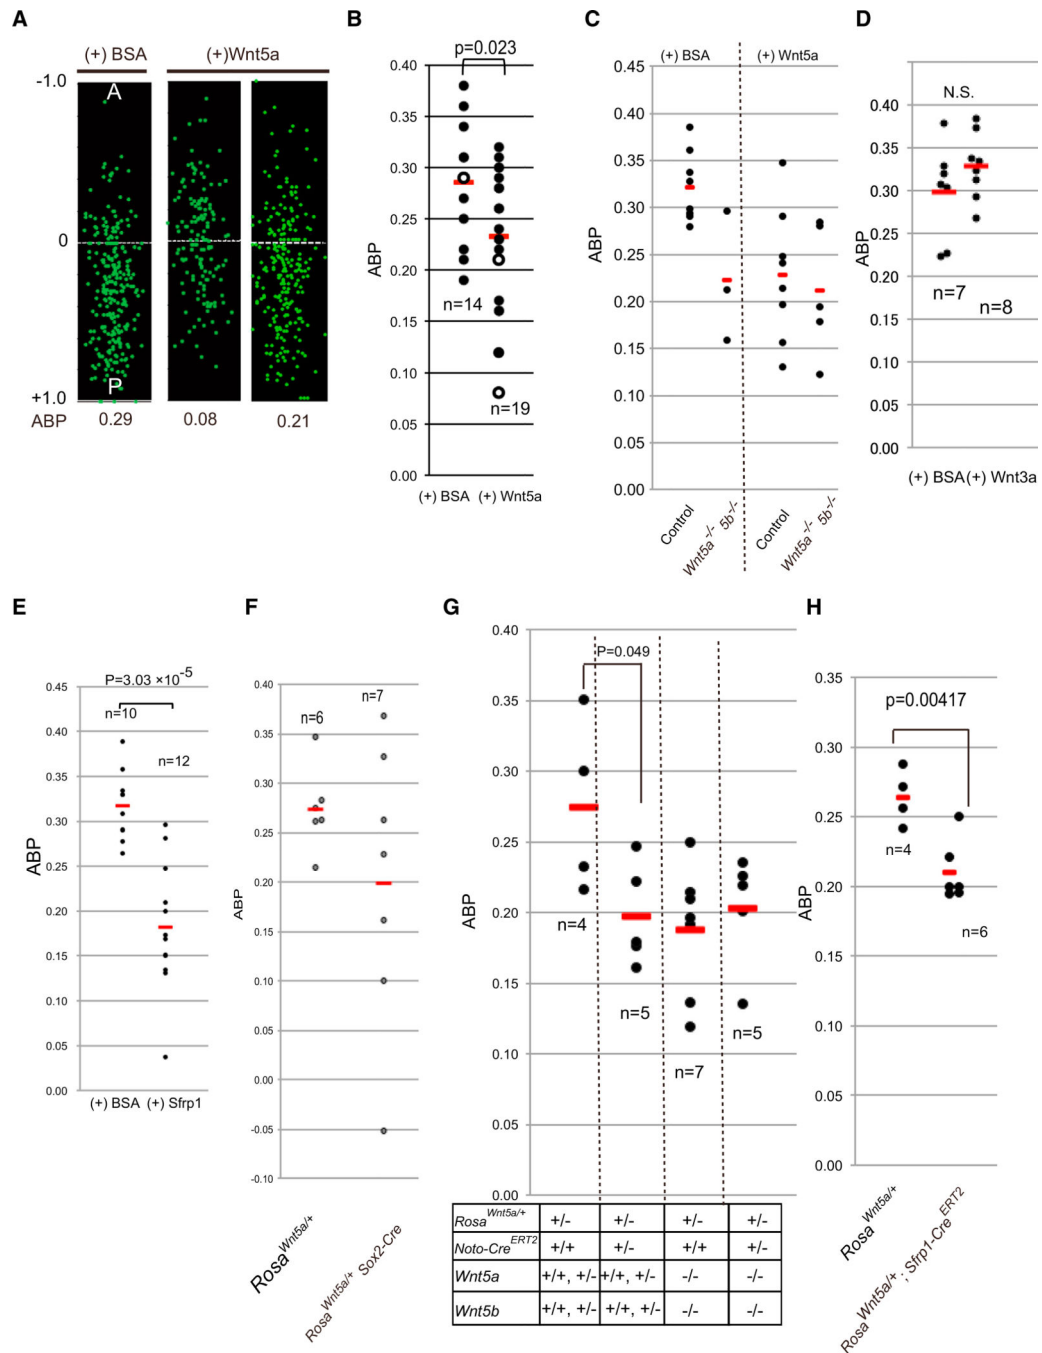 A
(+) BSA
(+)Wnt5a
-1.0
A
0
P
+1.0
ABP
0.29
0.08
0.21
B
p=0.023
0.40
0.35
0.30
0.25
0.20
0.15
0.10
0.05
0.00
ABP
n=14
n=19
(+) BSA
(+) Wnt5a
C
(+) BSA
(+) Wnt5a
0.45
0.40
0.35
0.30
0.25
0.20
0.15
0.10
0.05
0.00
ABP
Control
Wnt5a-/- 5b-/-
Control
Wnt5a-/- 5b-/-
D
N.S.
0.40
0.35
0.30
0.25
0.20
0.15
0.10
0.05
0.00
ABP
n=7
n=8
(+) BSA
(+) Wnt3a
E
P=3.03 ×10-5
0.45
0.40
0.35
0.30
0.25
0.20
0.15
0.10
0.05
0.00
ABP
n=10
n=12
(+) BSA
(+) Sfrp1
F
0.40
0.35
0.30
0.25
0.20
0.15
0.10
0.05
0.00
-0.05
-0.10
ABP
n=6
n=7
RosaWnt5a/+
RosaWnt5a/+ Sox2-Cre
G
0.40
0.35
0.30
0.25
0.20
0.15
0.10
0.05
0.00
ABP
P=0.049
n=4
n=5
n=7
n=5
RosaWnt5a/+ +/- +/- +/- +/-
Noto-CreERT2 +/+ +/- +/+ +/-
Wnt5a +/+, +/- +/+, +/- -/- -/-
Wnt5b +/+, +/- +/+, +/- -/- -/-
H
0.35
0.30
0.25
0.20
0.15
0.10
0.05
0.00
ABP
p=0.00417
n=4
n=6
RosaWnt5a/+
RosaWnt5a/+ ; Sfrp1-CreERT2